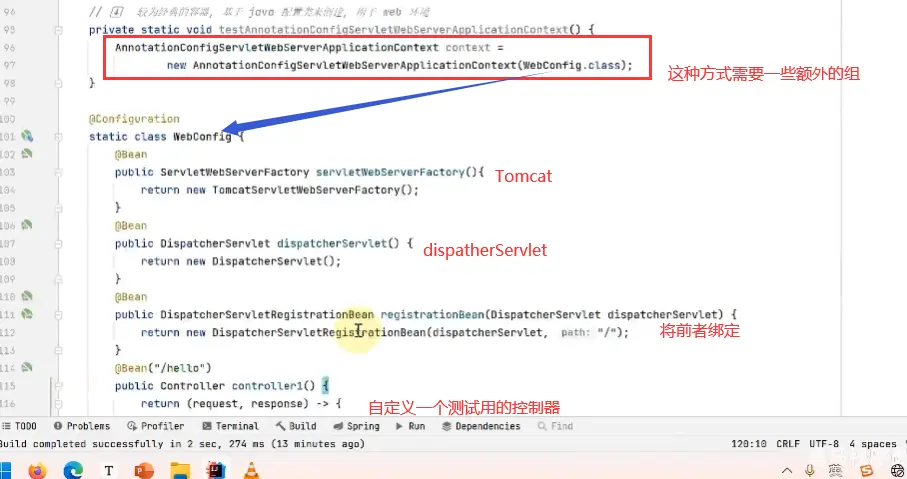 94 // 较为经典的容器, 基于 java 配置类来创建, 用于 web 环境
95 private static void testAnnotationConfigServletWebServerApplicationContext() {
96 AnnotationConfigServletWebServerApplicationContext context =
97 new AnnotationConfigServletWebServerApplicationContext(WebConfig.class);
这种方式需要一些额外的组
98 }
99
100 @Configuration
101 static class WebConfig {
102 @Bean
103 public ServletWebServerFactory servletWebServerFactory(){
Tomcat
104 return new TomcatServletWebServerFactory();
105 }
106 @Bean
107 public DispatcherServlet dispatcherServlet() {
dispatherServlet
108 return new DispatcherServlet();
109 }
110 @Bean
111 public DispatcherServletRegistrationBean registrationBean(DispatcherServlet dispatcherServlet) {
112 return new DispatcherServletRegistrationBean(dispatcherServlet, path: "/");
将前者绑定
113 }
114 @Bean("/hello")
115 public Controller controller1() {
116 return (request, response) -> {
自定义一个测试用的控制器
TODO Problems Profiler Terminal Build Spring Run Dependencies Find
Build completed successfully in 2 sec, 274 ms (13 minutes ago) 120:10 CRLF UTF-8 4 spaces